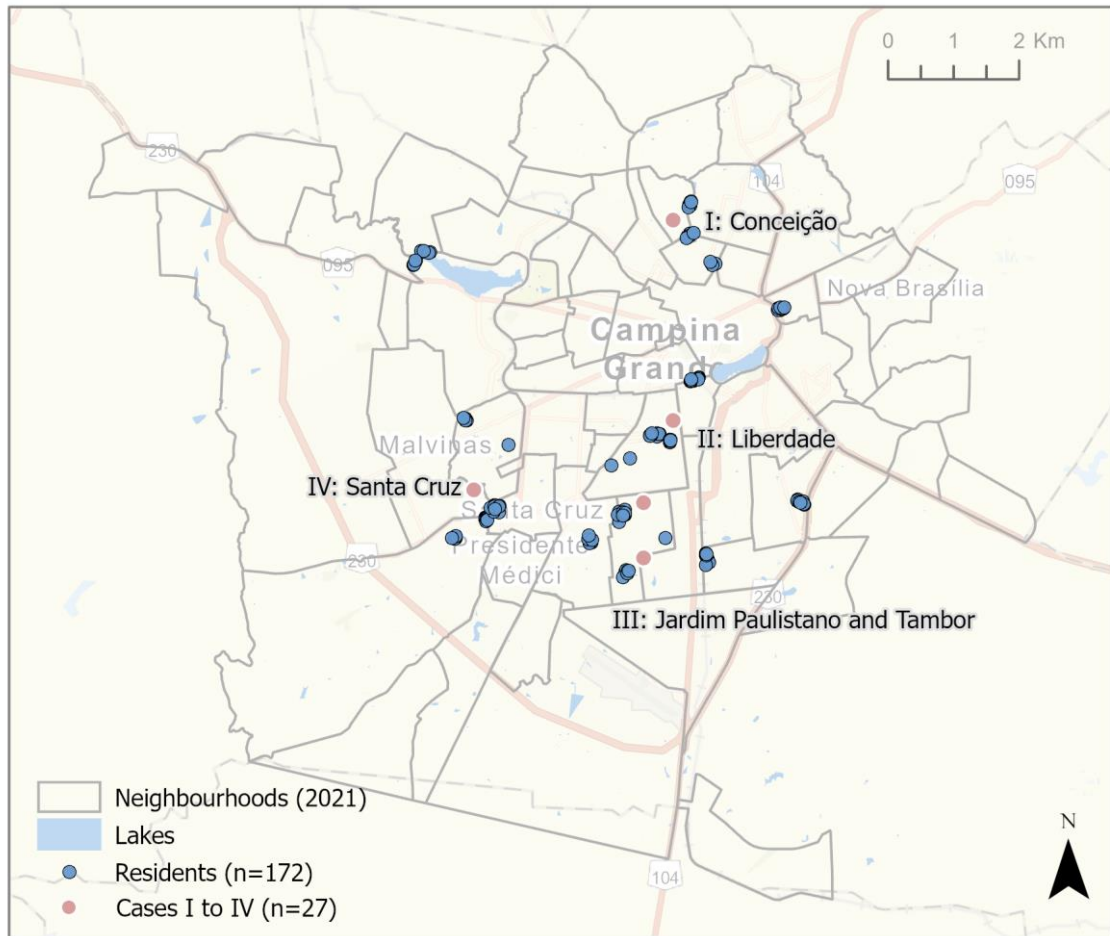 0 1 2 Km
230
104
095
I: Conceição
095
Nova Brasília
Campina
Grande
II: Liberdade
Malvinas
IV: Santa Cruz
Santa Cruz
Presidente
Médici
230
230
III: Jardim Paulistano and Tambor
Neighbourhoods (2021)
Lakes
Residents (n=172)
Cases I to IV (n=27)
104
N